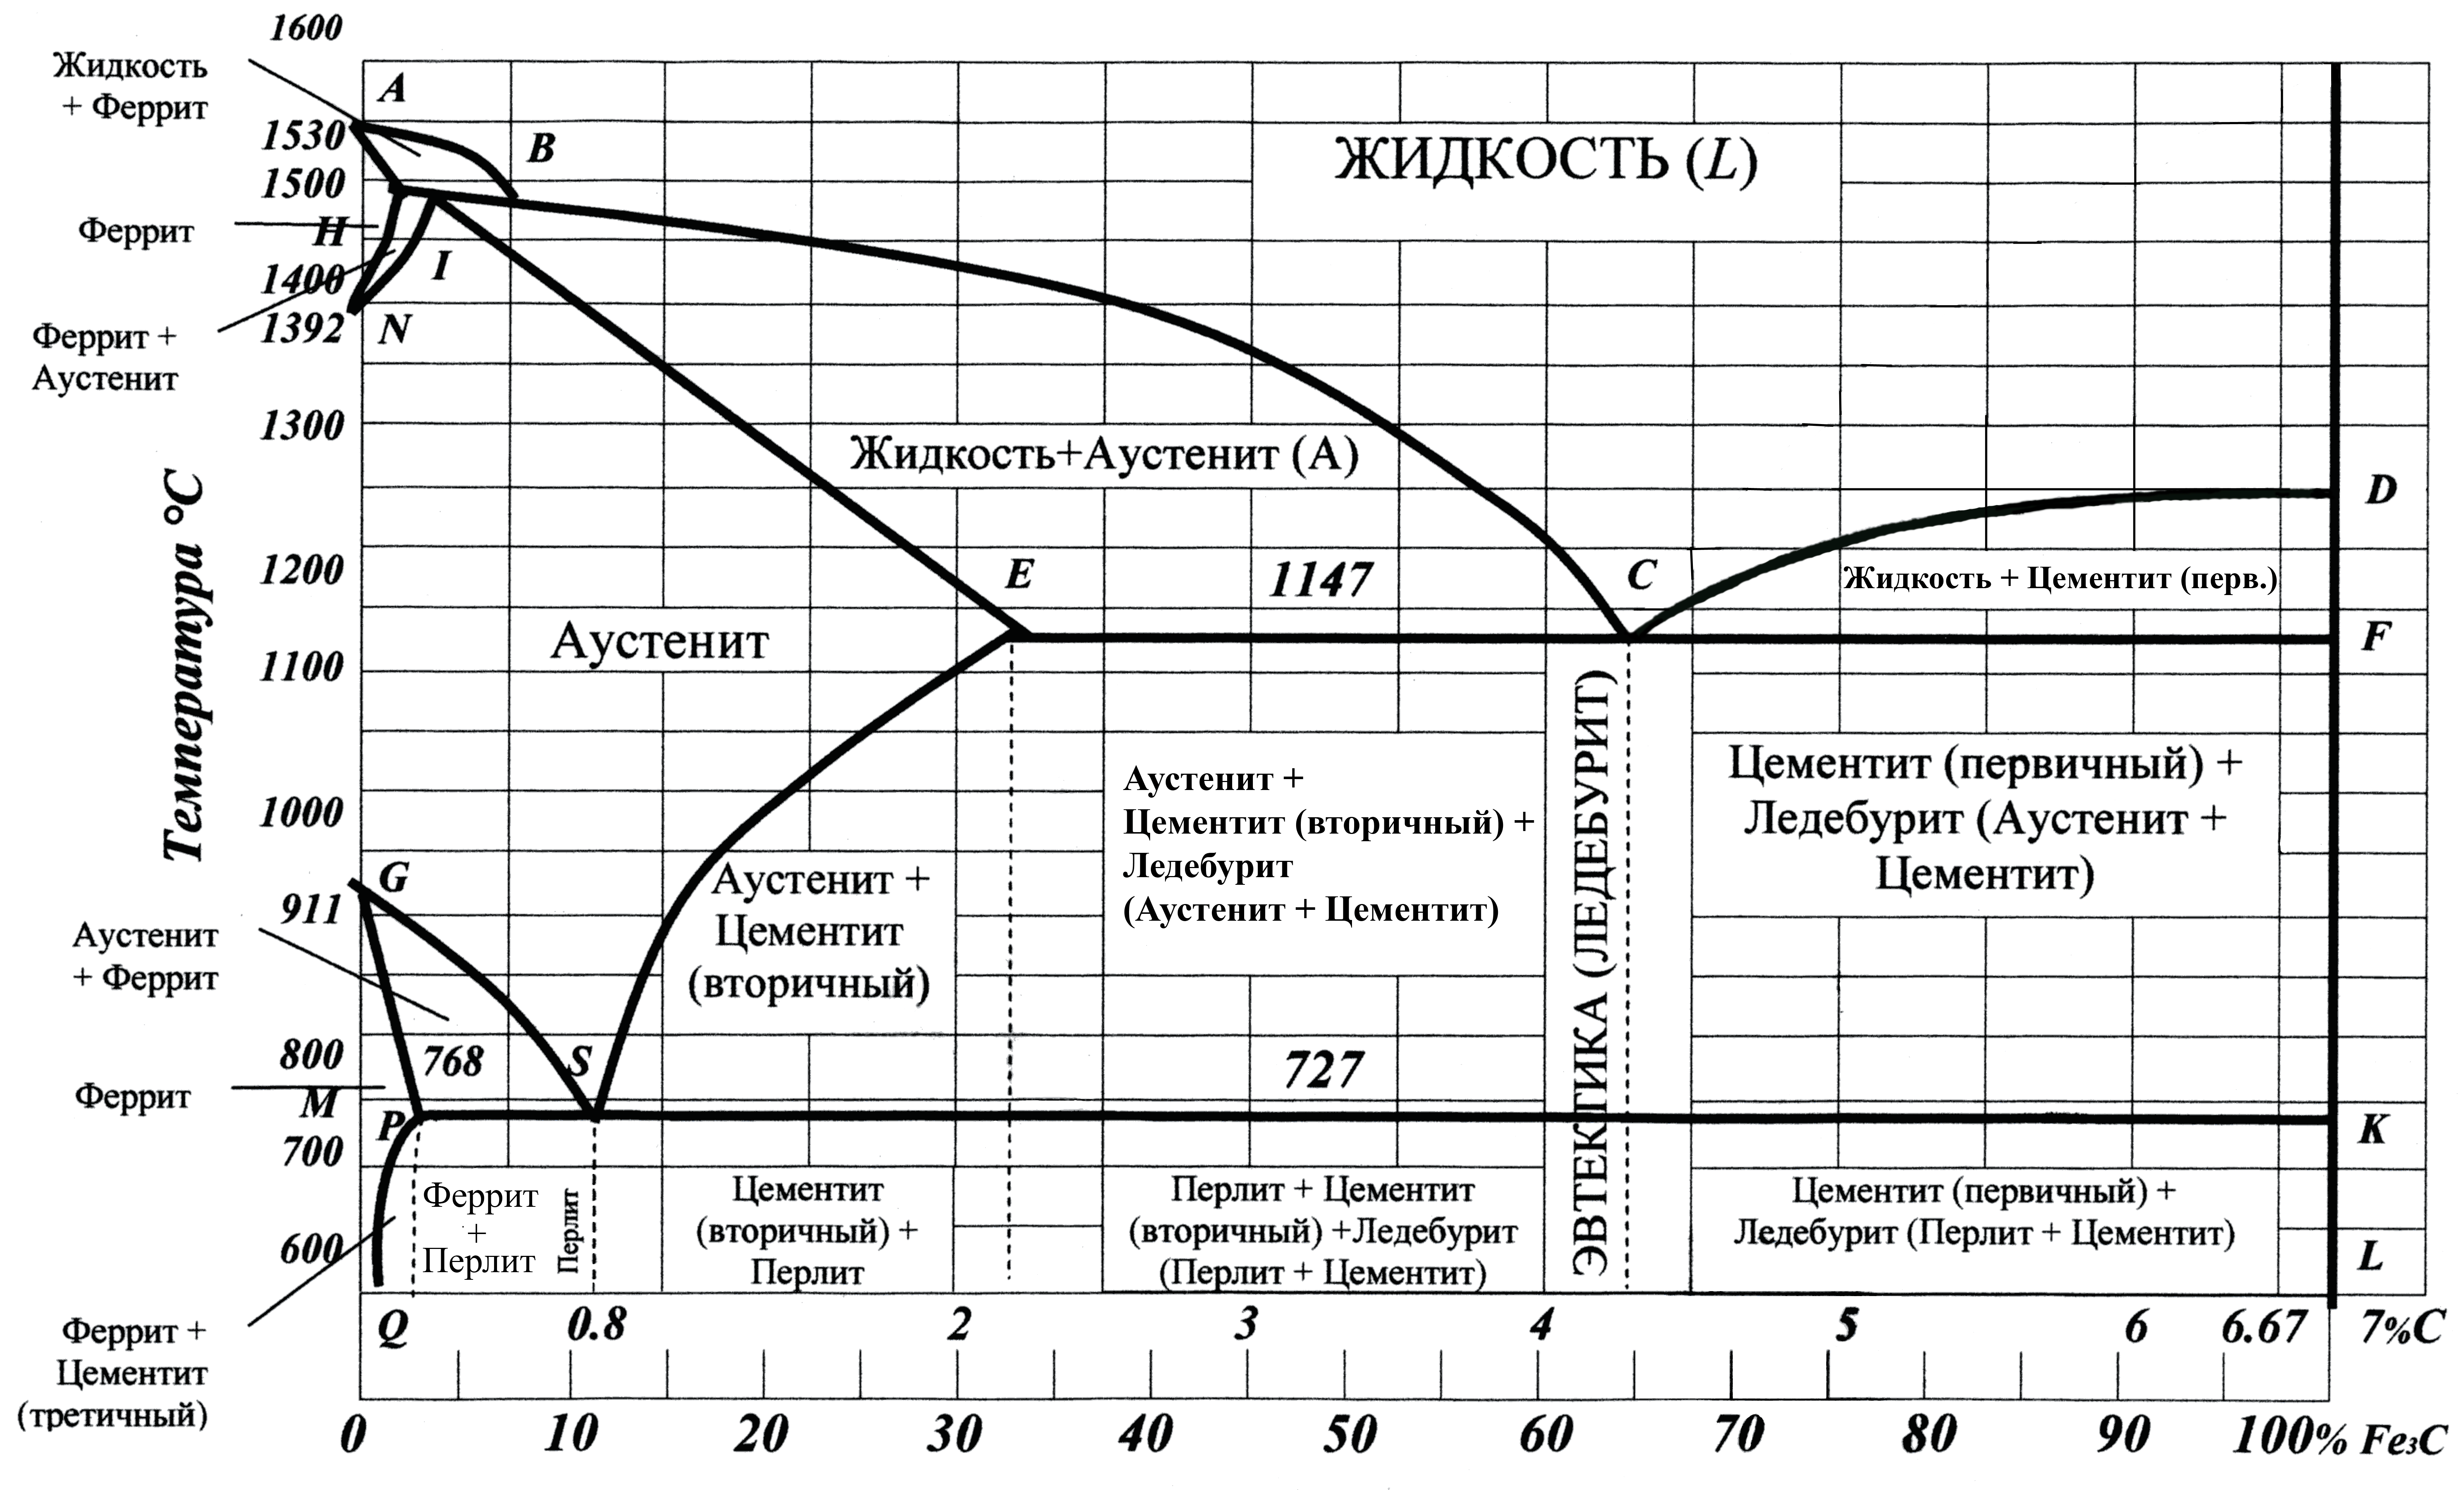 1600
Жидкость
+ Феррит
A
1530
B
ЖИДКОСТЬ (L)
1500
Феррит
H
I
1400
Феррит +
Аустенит
1392
N
1300
Жидкость+Аустенит (А)
Температура °С
D
1200
E
1147
C
Жидкость + Цементит (перв.)
Аустенит
F
1100
ЭВТЕКТИКА (ЛЕДЕБУРИТ)
Аустенит +
Цементит (вторичный) +
Ледебурит
(Аустенит + Цементит)
Цементит (первичный) +
Ледебурит (Аустенит +
Цементит)
1000
G
911
Аустенит +
Цементит
(вторичный)
Аустенит
+ Феррит
800
768
S
727
Феррит
M
P
K
700
Феррит
+
Перлит
Перлит
Цементит
(вторичный) +
Перлит
Перлит + Цементит
(вторичный) +Ледебурит
(Перлит + Цементит)
Цементит (первичный) +
Ледебурит (Перлит + Цементит)
600
L
Феррит +
Цементит
(третичный)
Q
0.8 2 3 4 5 6 6.67 7%C
0 10 20 30 40 50 60 70 80 90 100% Fe₃C